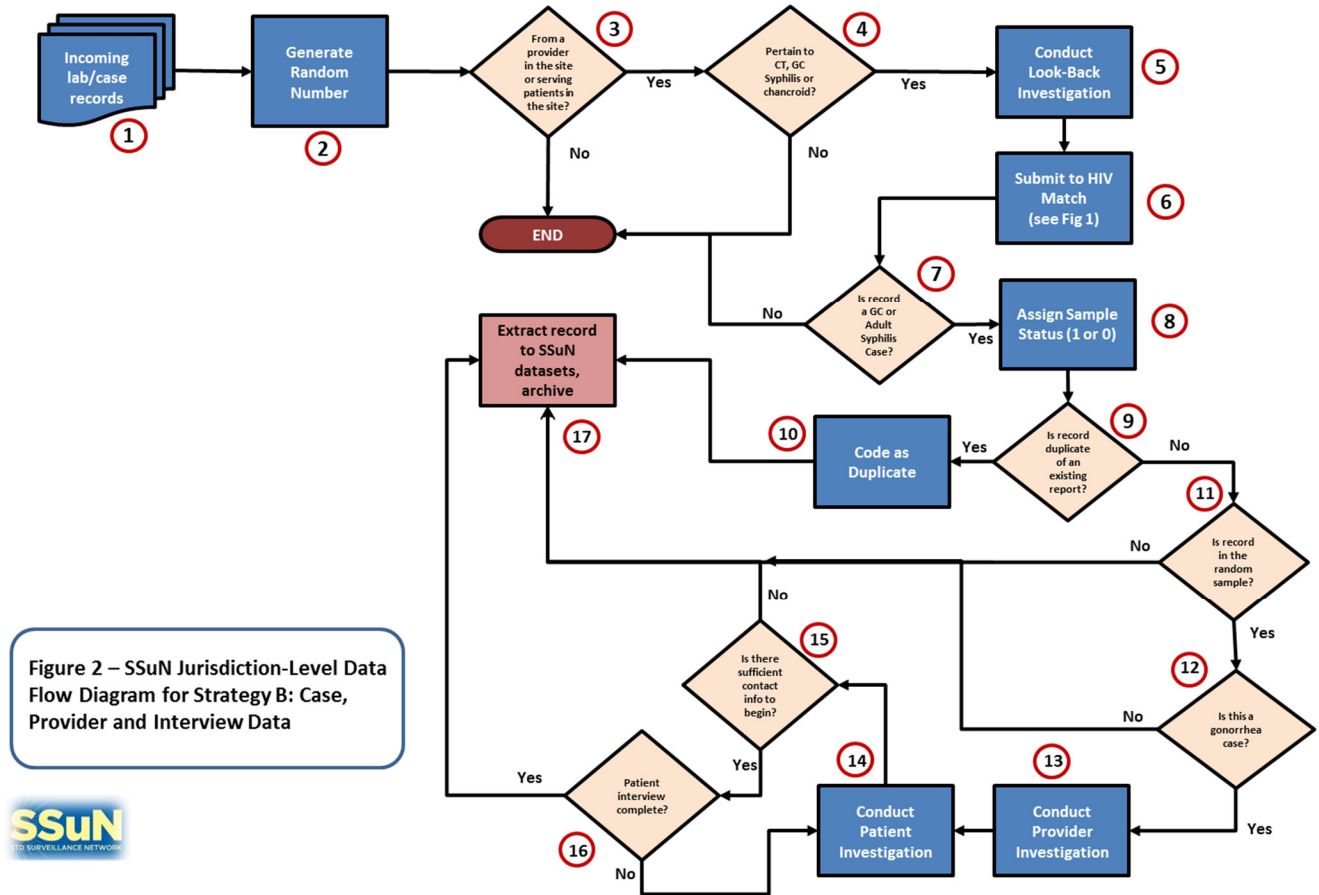 Incoming
lab/case
records
1
Generate
Random
Number
2
From a
provider
in the site
or serving
patients in
the site?
3
Yes
No
Pertain to
CT, GC
Syphilis or
chancroid?
4
Yes
No
Conduct
Look-Back
Investigation
5
Submit to HIV
Match
(see Fig 1)
6
END
Is record
a GC or
Adult
Syphilis
Case?
7
No
Yes
Assign Sample
Status (1 or 0)
8
Is record
duplicate
of an
existing
report?
9
Yes
No
Code as
Duplicate
10
Extract record
to SSuN
datasets,
archive
17
Is record
in the
random
sample?
11
No
Yes
Is this a
gonorrhea
case?
12
No
Yes
Conduct
Provider
Investigation
13
Conduct
Patient
Investigation
14
Is there
sufficient
contact
info to
begin?
15
No
Yes
Patient
interview
complete?
16
Yes
No
Figure 2 – SSuN Jurisdiction-Level Data
Flow Diagram for Strategy B: Case,
Provider and Interview Data
SSuN
STD SURVEILLANCE NETWORK